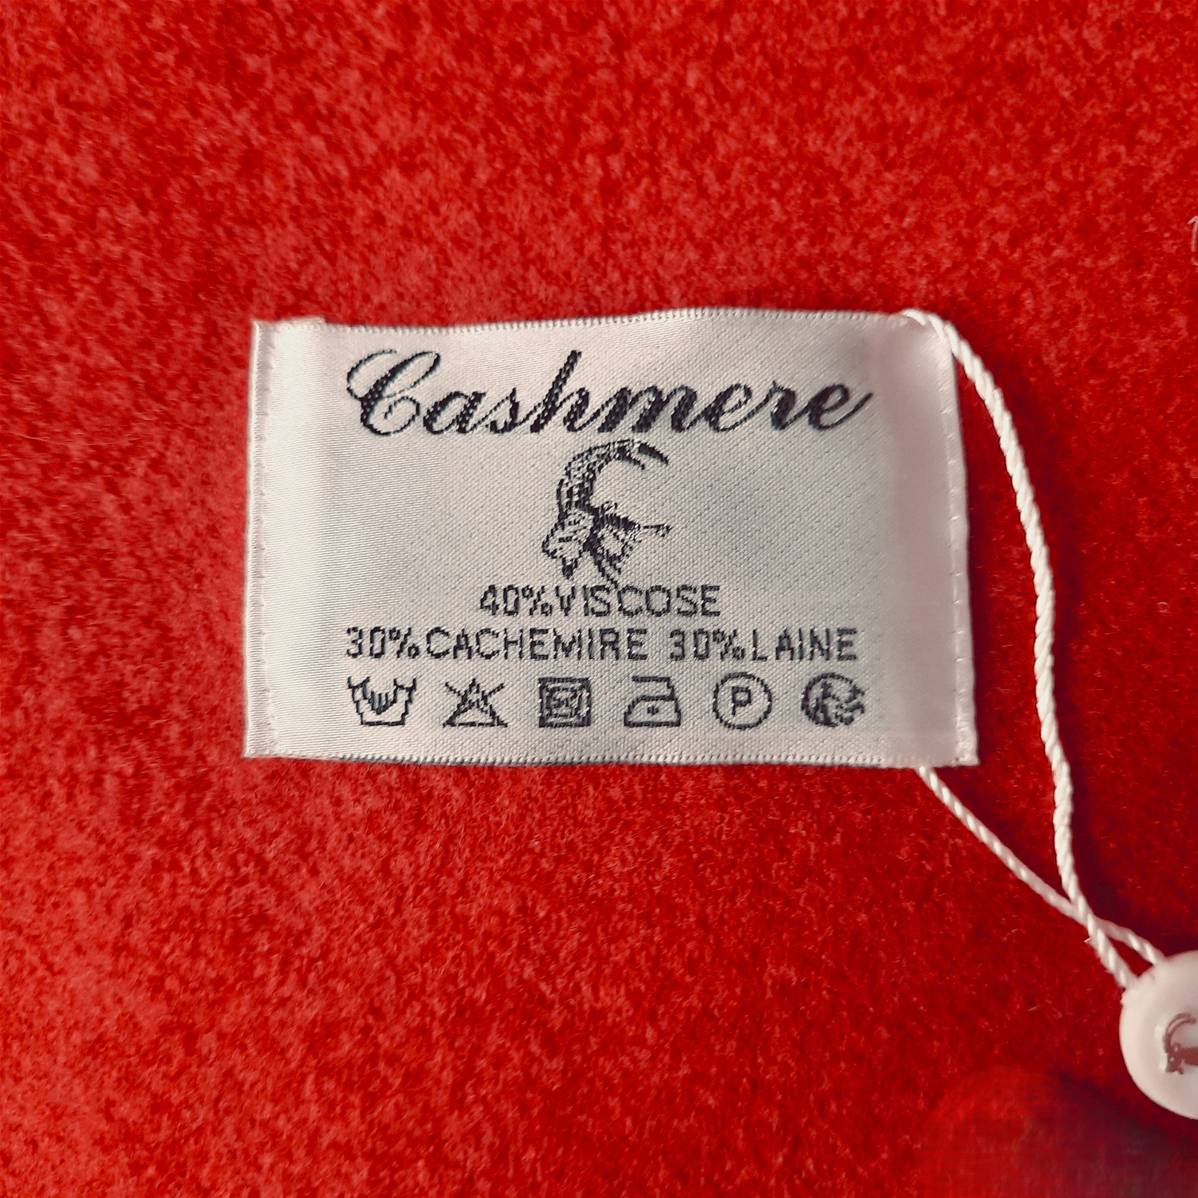 Cashmere
40%VISCOSE
30%CACHEMIRE 30%LAINE
P